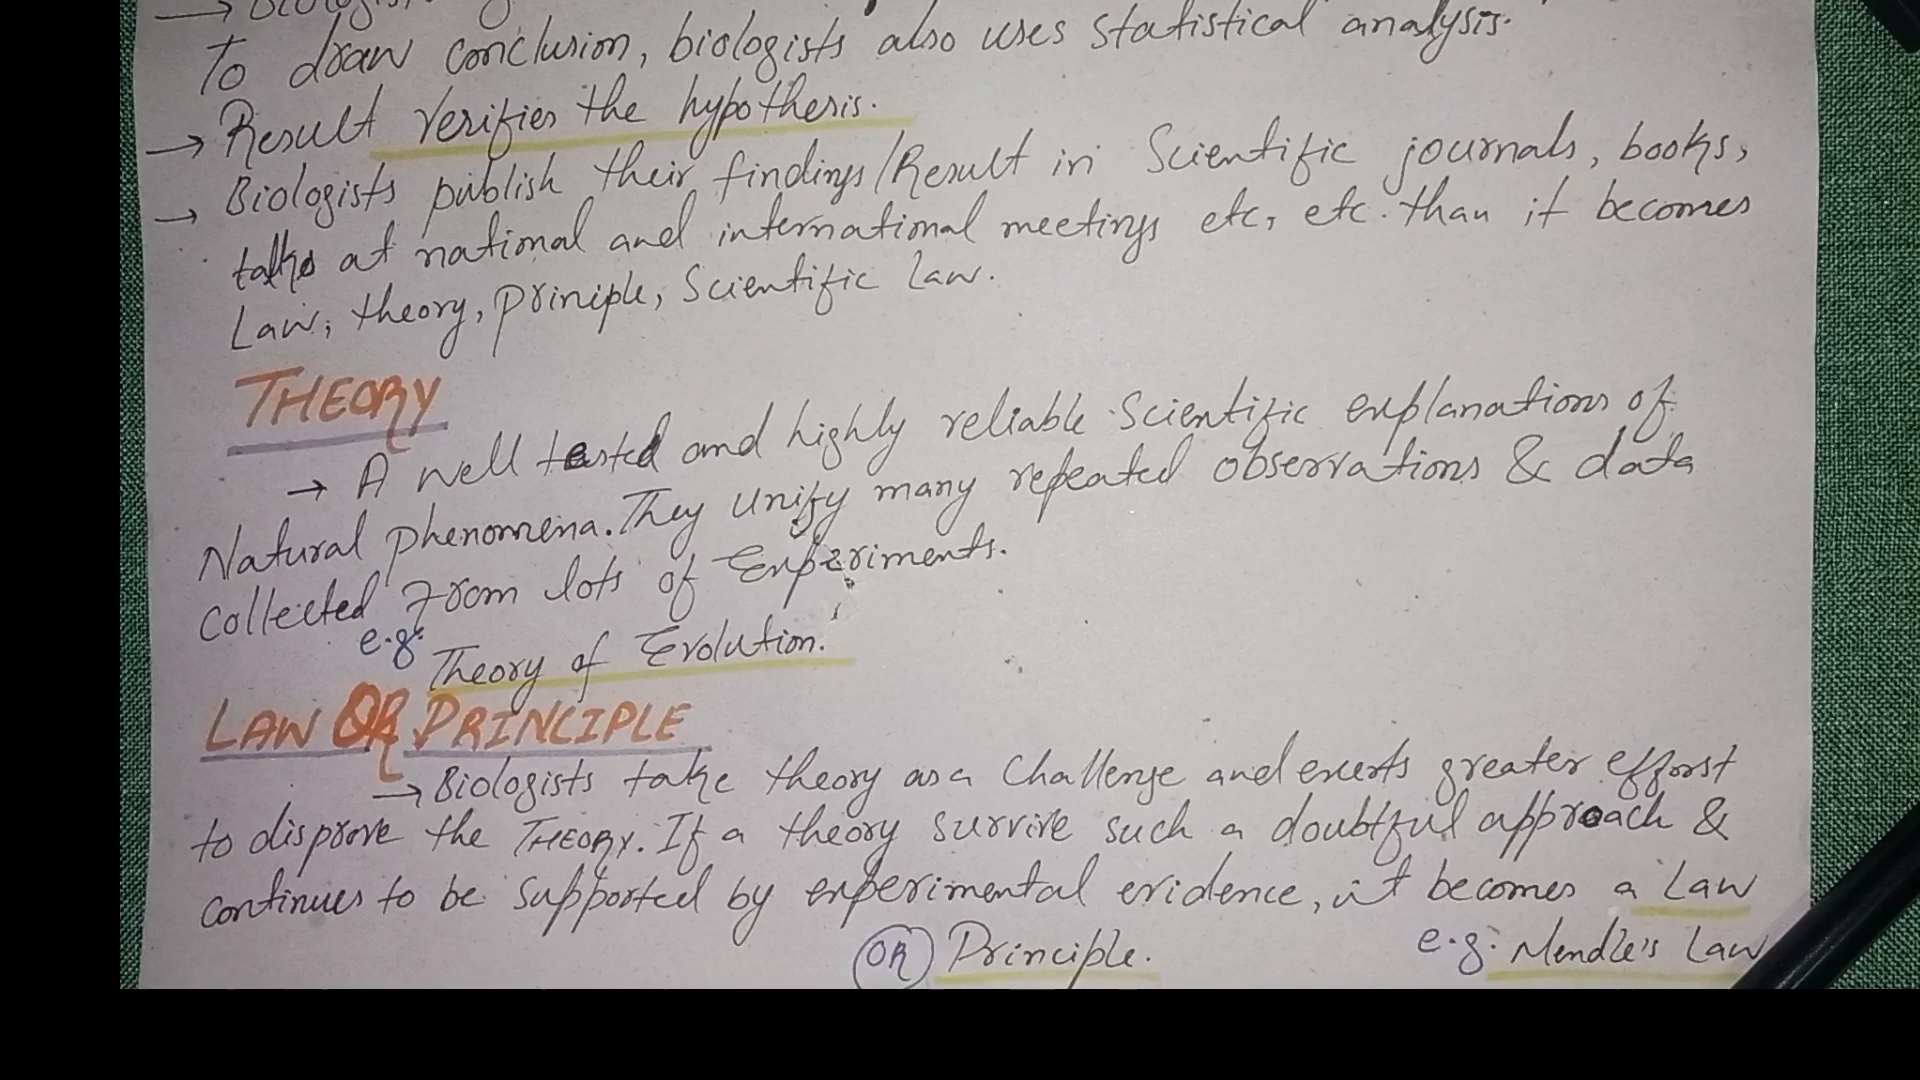 To draw conclusion, biologists also uses statistical analysis.
→ Result verifies the hypothesis.
→ Biologists publish their findings/Result in Scientific journals, books,
talks at national and international meetings etc, etc. than it becomes
Law, theory, priniple, Scientific law.
THEORY
→ A well tested and highly reliable Scientific explanations of
Natural phenomena. They unify many repeated observations & data
collected from lots of Experiments.
e.g: Theory of Evolution.
LAW OR PRINCIPLE
→ Biologists take theory as a Challenge and exerts greater effort
to disprove the THEORY. If a theory survive such a doubtful approach &
continues to be supported by experimental evidence, it becomes a Law
OR Principle. e.g: Mendle's Law